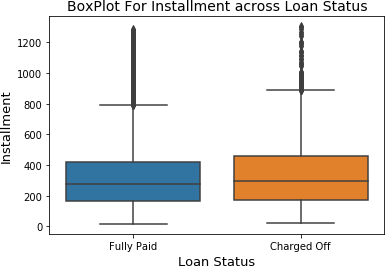 BoxPlot For Installment across Loan Status
Installment
1200
1000
800
600
400
200
0
Fully Paid
Charged Off
Loan Status